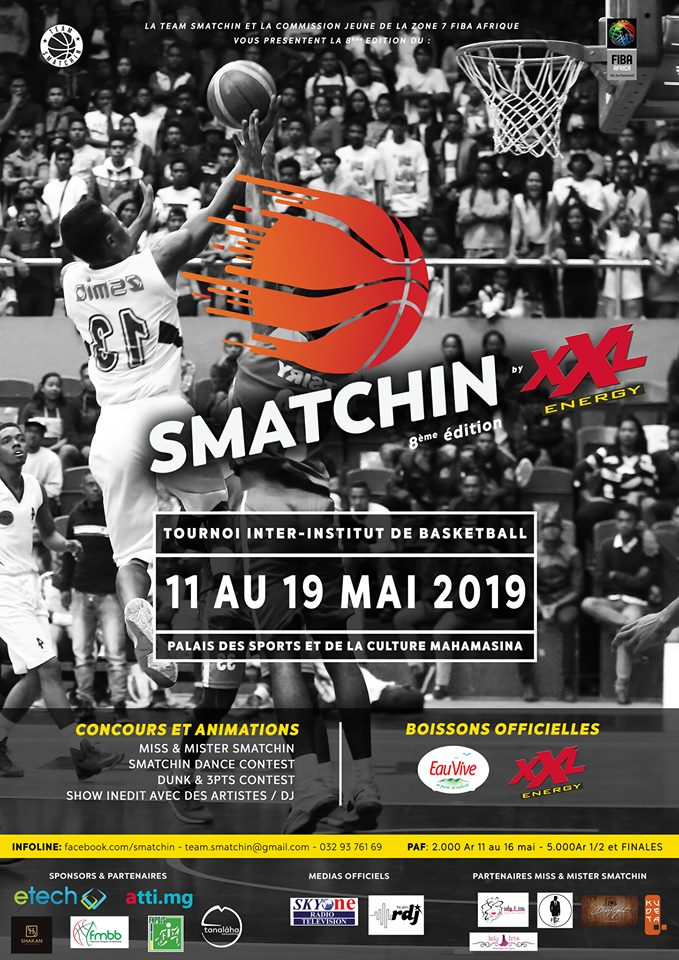 LA TEAM SMATCHIN ET LA COMMISSION JEUNE DE LA ZONE 7 FIBA AFRIQUE
VOUS PRESENTENT LA 8ème EDITION DU :
TEAM SMATCHIN
FIBA
AFRICA
We Are Basketball
SMATCHIN
8ème édition
by XXL
ENERGY
TOURNOI INTER-INSTITUT DE BASKETBALL
11 AU 19 MAI 2019
PALAIS DES SPORTS ET DE LA CULTURE MAHAMASINA
CONCOURS ET ANIMATIONS
MISS & MISTER SMATCHIN
SMATCHIN DANCE CONTEST
DUNK & 3PTS CONTEST
SHOW INEDIT AVEC DES ARTISTES / DJ
BOISSONS OFFICIELLES
EauVive
XXL
ENERGY
INFOLINE: facebook.com/smatchin - team.smatchin@gmail.com - 032 93 761 69
PAF: 2.000 Ar 11 au 16 mai - 5.000Ar 1/2 et FINALES
SPONSORS & PARTENAIRES
etech
atti.mg
SHAKAN
fmbb
tanalàha
MEDIAS OFFICIELS
SKYONE
RADIO
TELEVISION
rdj
PARTENAIRES MISS & MISTER SMATCHIN